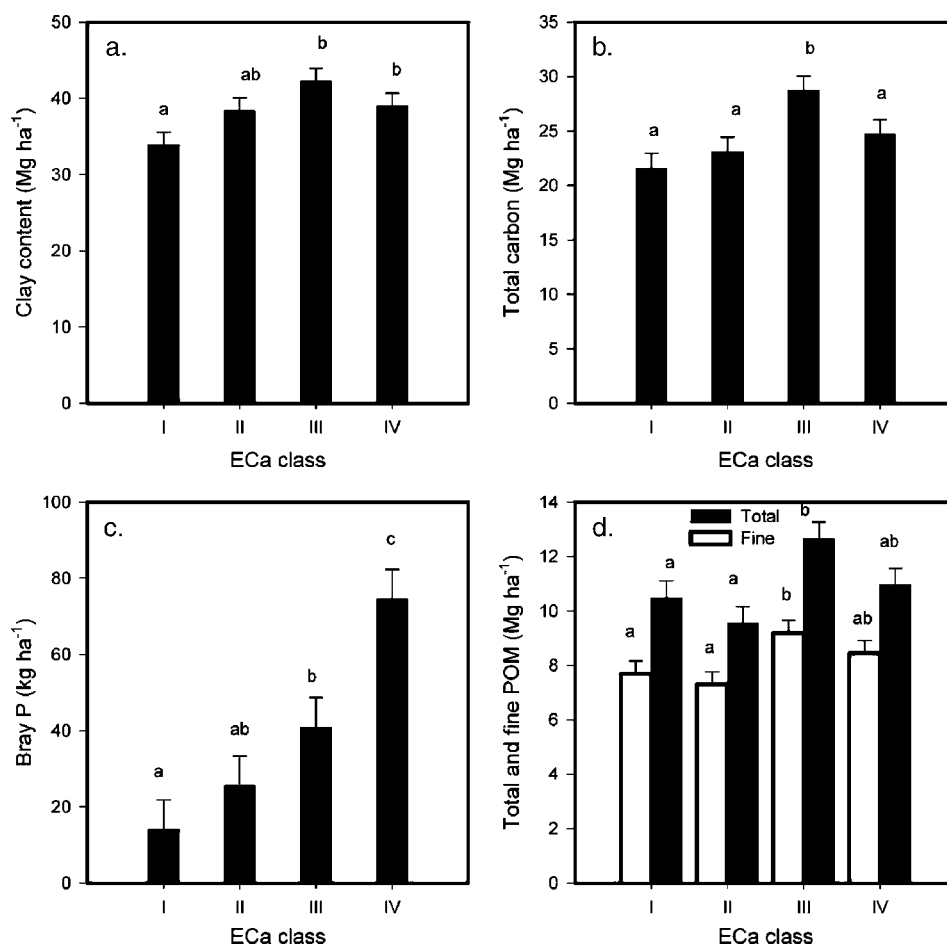 a.
Clay content (Mg ha⁻¹)
50
40
30
20
10
0
a
ab
b
b
I II III IV
ECa class
b.
Total carbon (Mg ha⁻¹)
35
30
25
20
15
10
5
0
a
a
b
a
I II III IV
ECa class
c.
Bray P (kg ha⁻¹)
100
80
60
40
20
0
a
ab
b
c
I II III IV
ECa class
d.
Total and fine POM (Mg ha⁻¹)
14
12
10
8
6
4
2
0
Total
Fine
a
a
a
a
b
b
ab
ab
I II III IV
ECa class